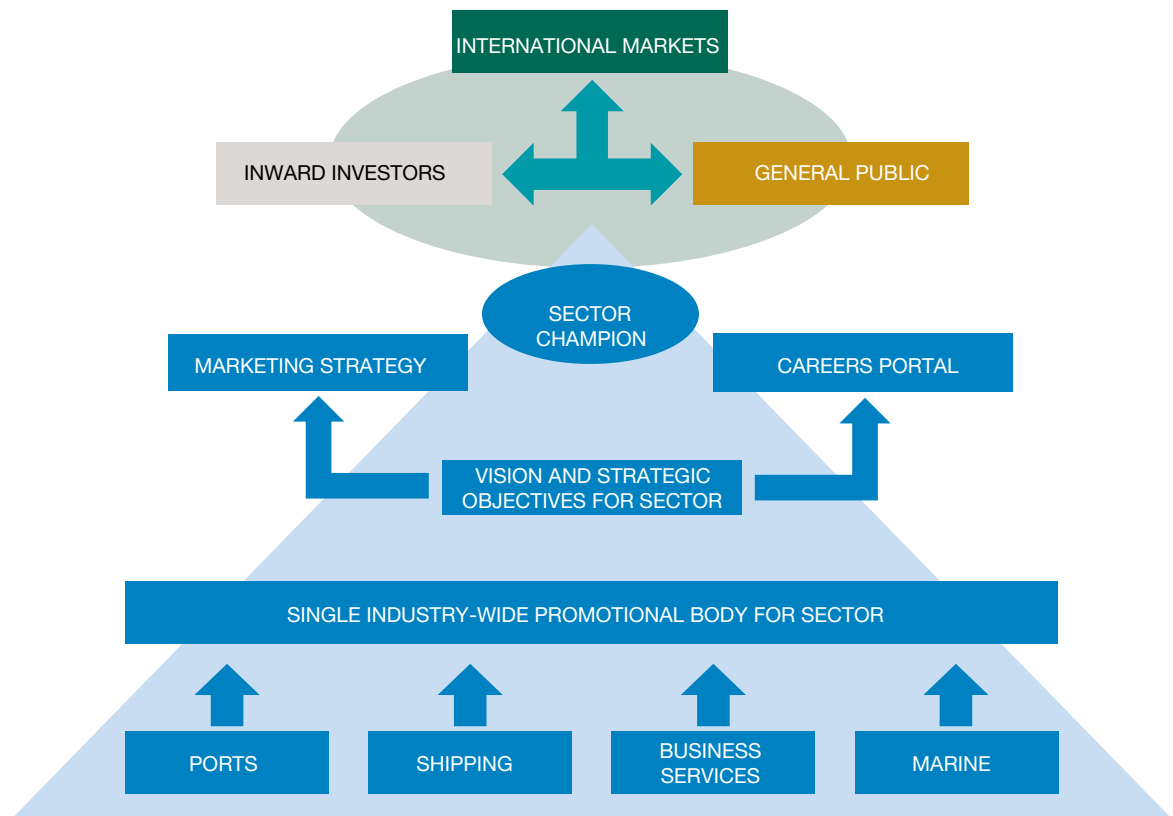 INTERNATIONAL MARKETS
INWARD INVESTORS
GENERAL PUBLIC
SECTOR
CHAMPION
MARKETING STRATEGY
CAREERS PORTAL
VISION AND STRATEGIC
OBJECTIVES FOR SECTOR
SINGLE INDUSTRY-WIDE PROMOTIONAL BODY FOR SECTOR
PORTS
SHIPPING
BUSINESS
SERVICES
MARINE